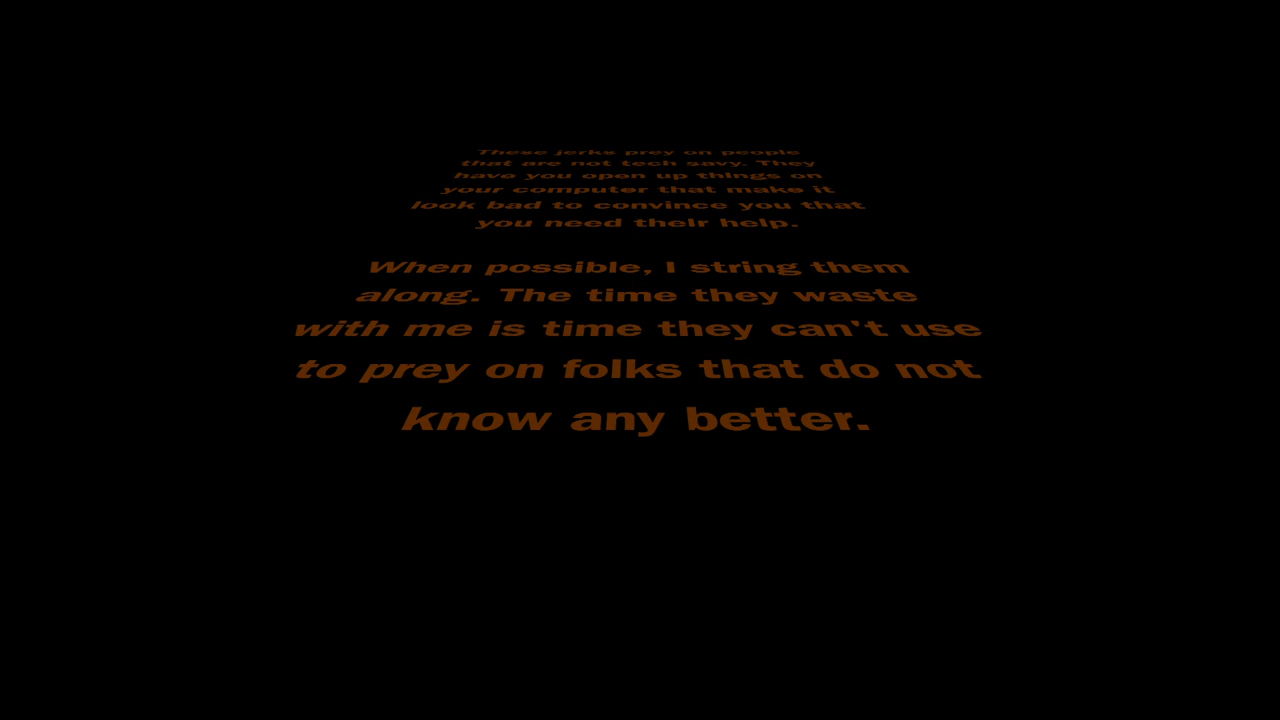 These jerks prey on people
that are not tech savy. They
have you open up things on
your computer that make it
look bad to convince you that
you need their help.
When possible, I string them
along. The time they waste
with me is time they can't use
to prey on folks that do not
know any better.